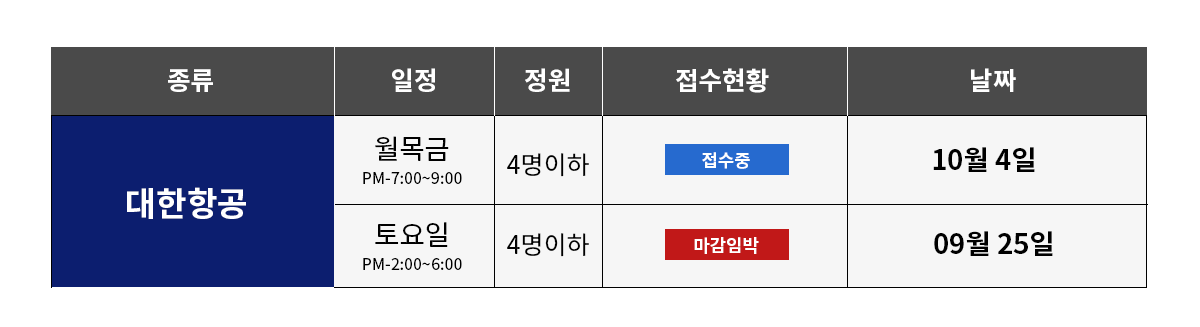 종류 일정 정원 접수현황 날짜
대한항공
월목금
PM-7:00~9:00
4명이하
접수중
10월 4일
토요일
PM-2:00~6:00
4명이하
마감임박
09월 25일